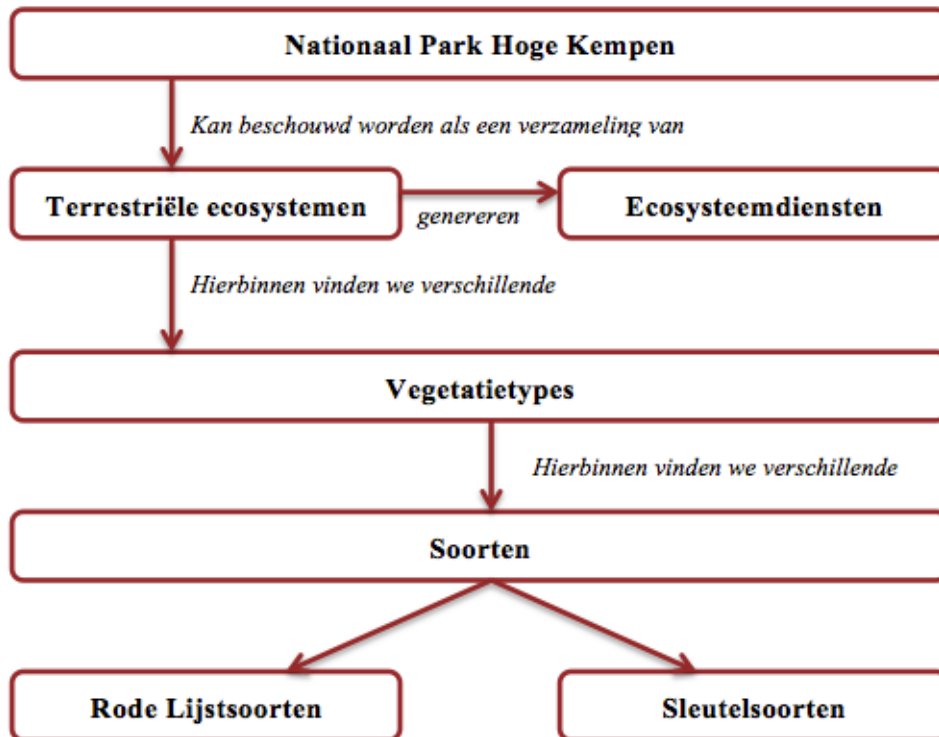 Nationaal Park Hoge Kempen
Kan beschouwd worden als een verzameling van
Terrestriële ecosystemen
genereren
Ecosysteemdiensten
Hierbinnen vinden we verschillende
Vegetatietypes
Hierbinnen vinden we verschillende
Soorten
Rode Lijstsoorten
Sleutelsoorten